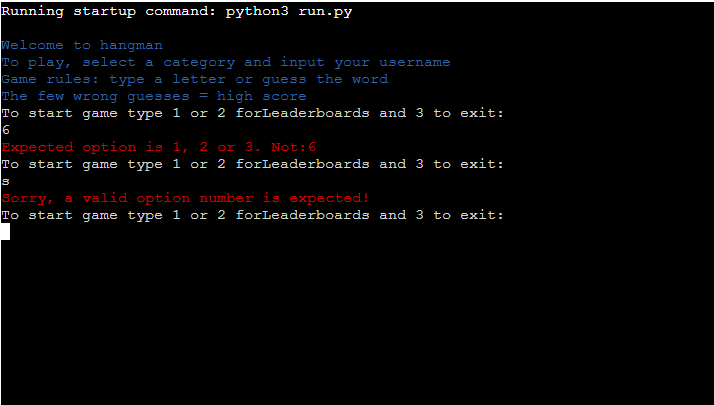 Running startup command: python3 run.py
Welcome to hangman
To play, select a category and input your username
Game rules: type a letter or guess the word
The few wrong guesses = high score
To start game type 1 or 2 forLeaderboards and 3 to exit:
6
Expected option is 1, 2 or 3. Not:6
To start game type 1 or 2 forLeaderboards and 3 to exit:
s
Sorry, a valid option number is expected!
To start game type 1 or 2 forLeaderboards and 3 to exit: